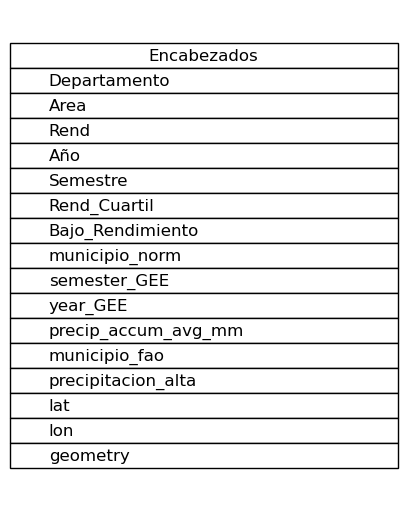 Encabezados
Departamento
Area
Rend
Año
Semestre
Rend_Cuartil
Bajo_Rendimiento
municipio_norm
semester_GEE
year_GEE
precip_accum_avg_mm
municipio_fao
precipitacion_alta
lat
lon
geometry